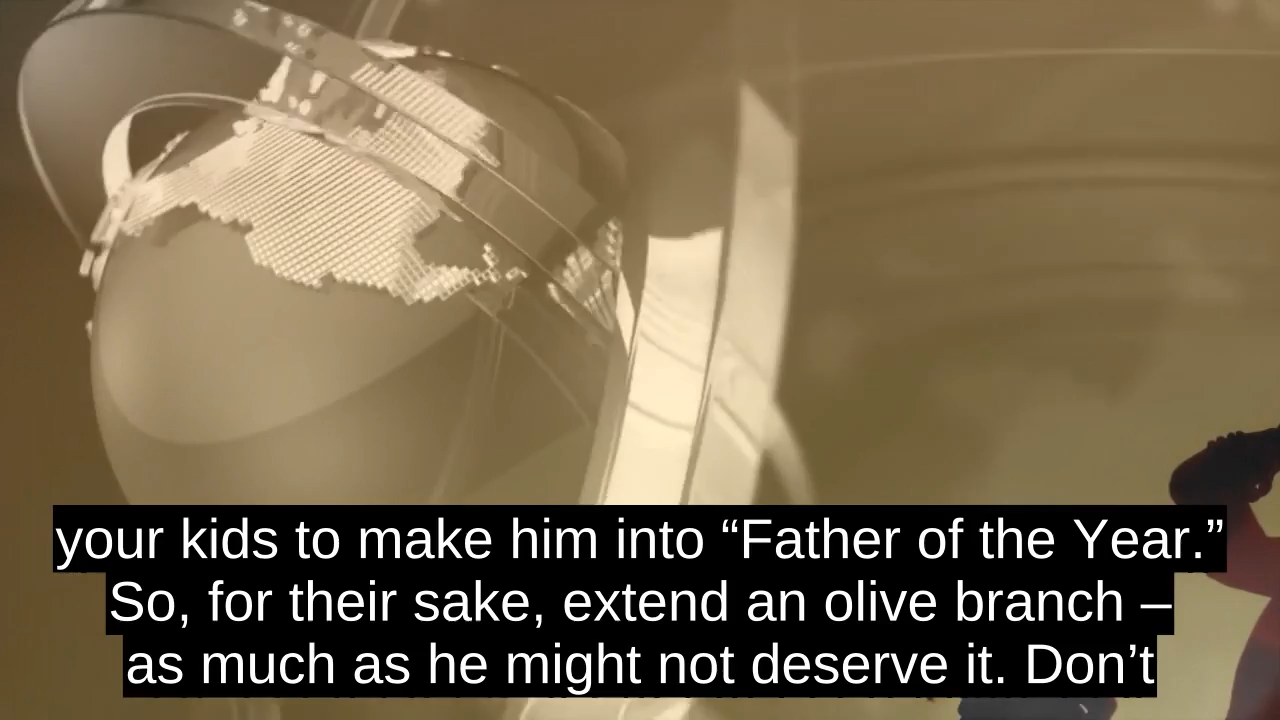 your kids to make him into “Father of the Year.”
So, for their sake, extend an olive branch –
as much as he might not deserve it. Don’t